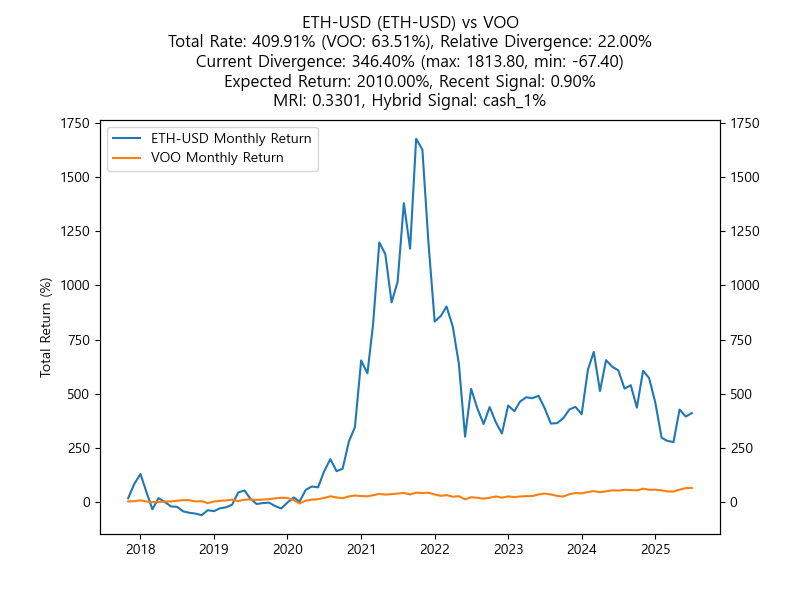 ETH-USD (ETH-USD) vs VOO
Total Rate: 409.91% (VOO: 63.51%), Relative Divergence: 22.00%
Current Divergence: 346.40% (max: 1813.80, min: -67.40)
Expected Return: 2010.00%, Recent Signal: 0.90%
MRI: 0.3301, Hybrid Signal: cash_1%
ETH-USD Monthly Return
VOO Monthly Return
Total Return (%)
1750
1500
1250
1000
750
500
250
0
1750
1500
1250
1000
750
500
250
0
2018 2019 2020 2021 2022 2023 2024 2025